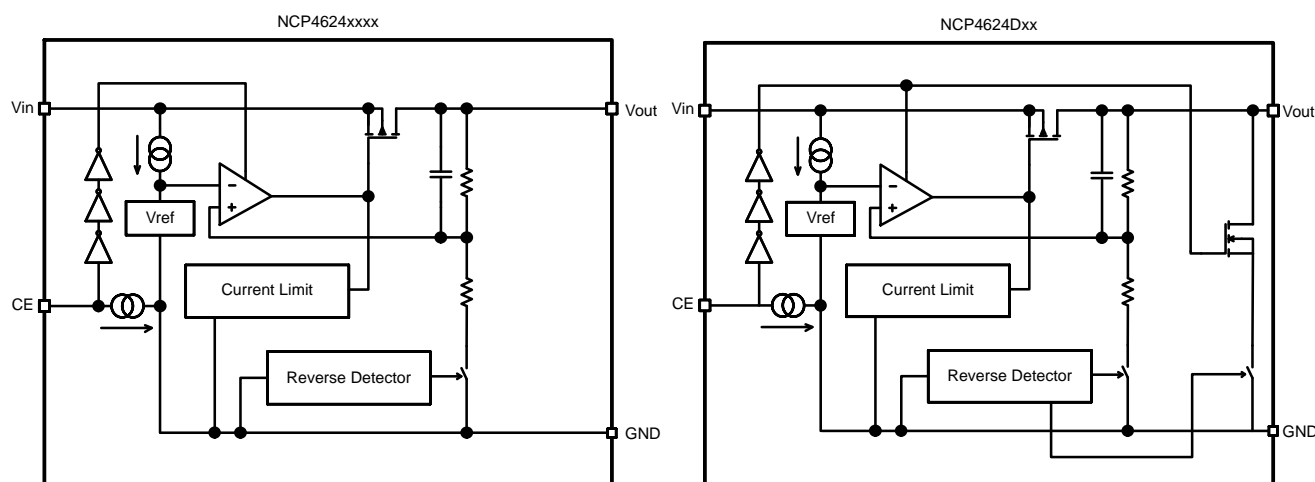 NCP4624xxxx
Vin
Vout
−
+
Vref
Current Limit
CE
Reverse Detector
GND
NCP4624Dxx
Vin
Vout
−
+
Vref
Current Limit
CE
Reverse Detector
GND